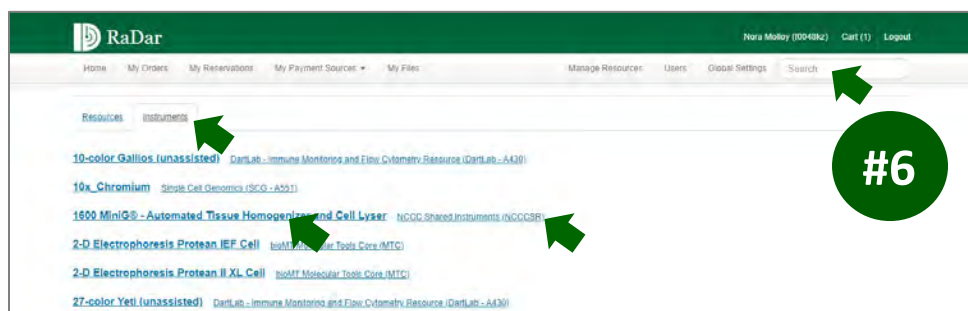 RaDar
Nora Molloy (f0048kz) Cart (1) Logout
Home My Orders My Reservations My Payment Sources My Files Manage Resources Users Global Settings Search
Resources Instruments
10-color Gallios (unassisted) DartLab - Immune Monitoring and Flow Cytometry Resource (DartLab - A430)
10x_Chromium Single Cell Genomics (SCG - A551)
#6
1600 MiniG® - Automated Tissue Homogenizer and Cell Lyser NCCC Shared Instruments (NCCCSR)
2-D Electrophoresis Protean IEF Cell bioMT Molecular Tools Core (MTC)
2-D Electrophoresis Protean II XL Cell bioMT Molecular Tools Core (MTC)
27-color Yeti (unassisted) DartLab - Immune Monitoring and Flow Cytometry Resource (DartLab - A430)